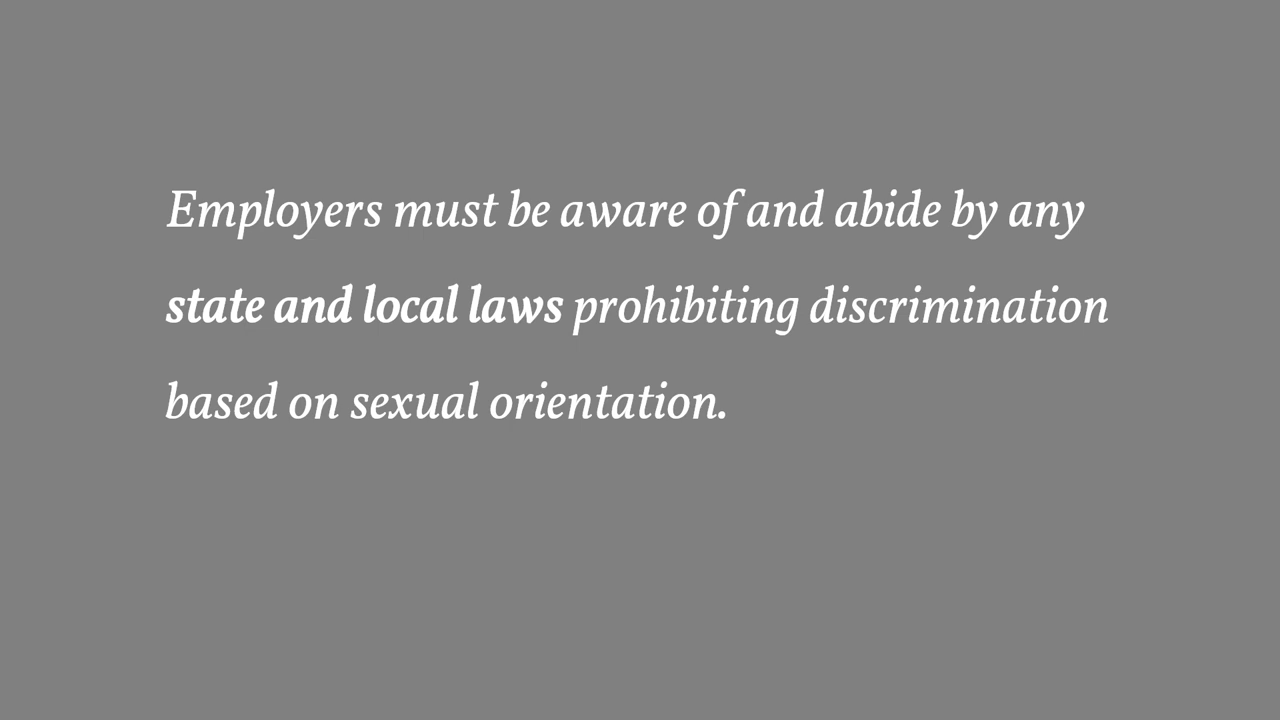 Employers must be aware of and abide by any
state and local laws prohibiting discrimination
based on sexual orientation.